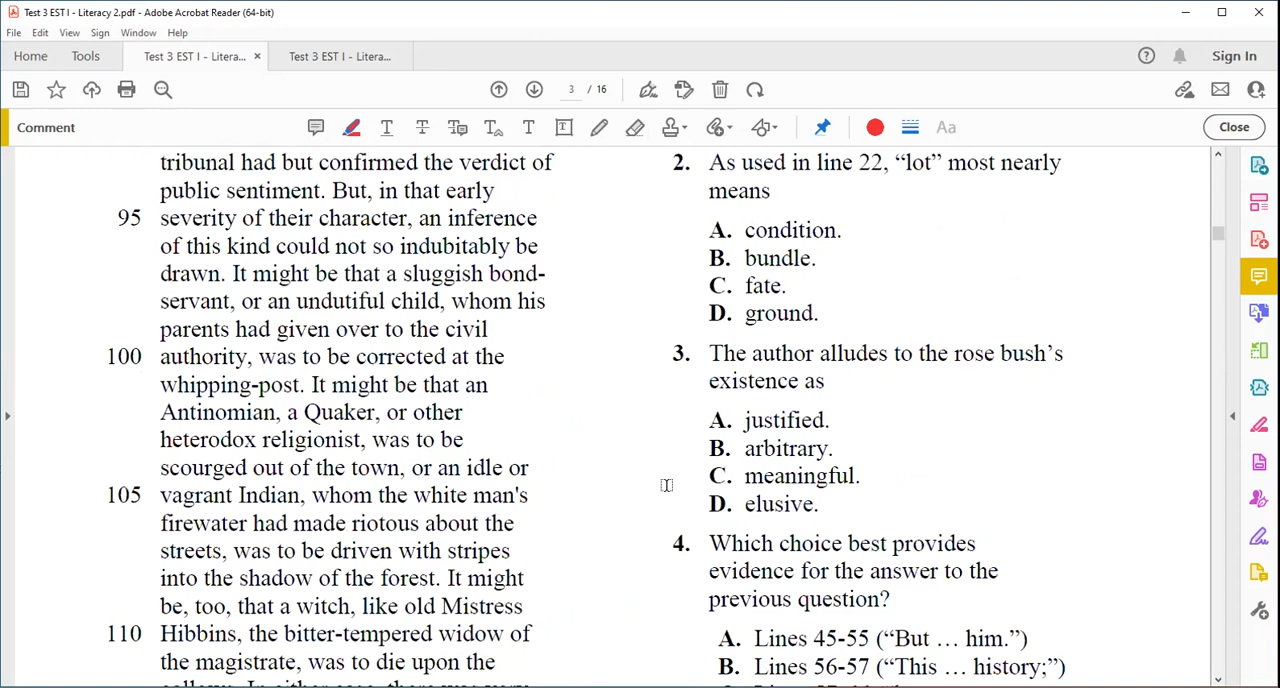 Test 3 EST I - Literacy 2.pdf - Adobe Acrobat Reader (64-bit)
File Edit View Sign Window Help
Home Tools Test 3 EST I - Litera... × Test 3 EST I - Litera... Sign In
3 / 16
Comment Aa Close
tribunal had but confirmed the verdict of
public sentiment. But, in that early
95 severity of their character, an inference
of this kind could not so indubitably be
drawn. It might be that a sluggish bond-
servant, or an undutiful child, whom his
parents had given over to the civil
100 authority, was to be corrected at the
whipping-post. It might be that an
Antinomian, a Quaker, or other
heterodox religionist, was to be
scourged out of the town, or an idle or
105 vagrant Indian, whom the white man's
firewater had made riotous about the
streets, was to be driven with stripes
into the shadow of the forest. It might
be, too, that a witch, like old Mistress
110 Hibbins, the bitter-tempered widow of
the magistrate, was to die upon the
2. As used in line 22, “lot” most nearly
means
A. condition.
B. bundle.
C. fate.
D. ground.
3. The author alludes to the rose bush’s
existence as
A. justified.
B. arbitrary.
C. meaningful.
D. elusive.
4. Which choice best provides
evidence for the answer to the
previous question?
A. Lines 45-55 (“But … him.”)
B. Lines 56-57 (“This … history;”)